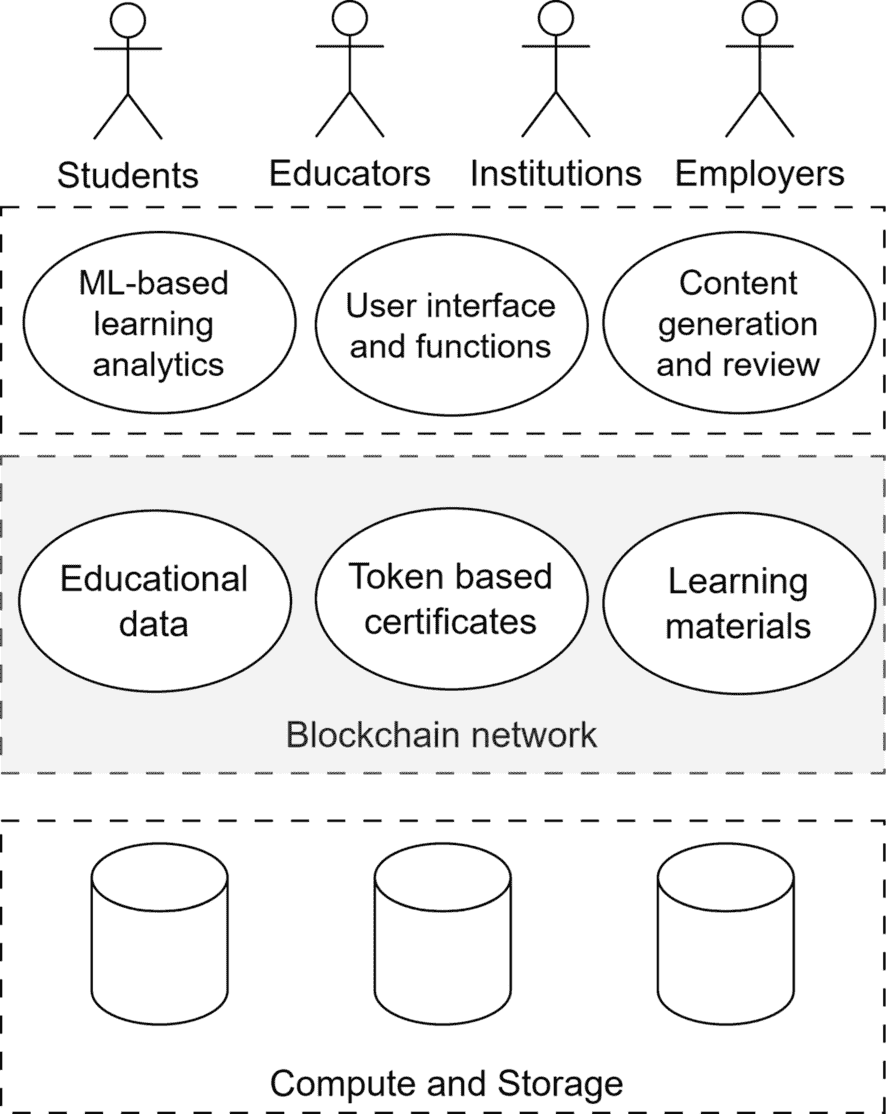 Students
Educators
Institutions
Employers
ML-based
learning
analytics
User interface
and functions
Content
generation
and review
Educational
data
Token based
certificates
Learning
materials
Blockchain network
Compute and Storage